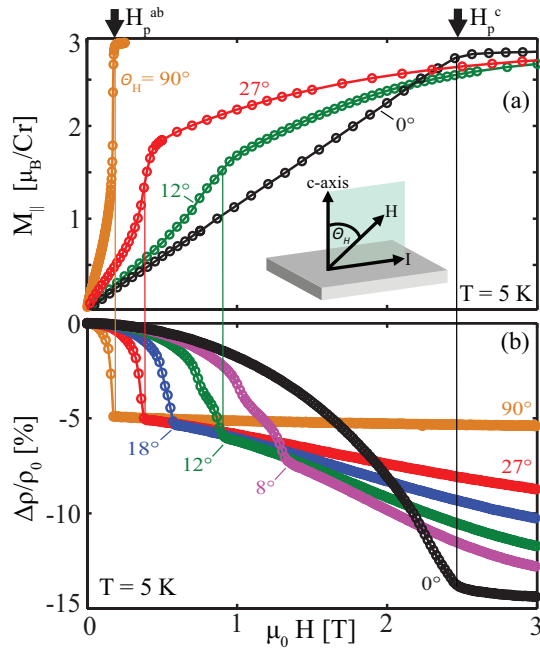 H_p^ab H_p^c
3
Θ_H = 90°
27°
(a)
0°
2
M_|| [μ_B/Cr]
12°
c-axis
H
Θ_H
1
I
T = 5 K
0
(b)
-5
90°
18°
27°
12°
Δρ/ρ_0 [%]
8°
-10
0°
T = 5 K
-15
0 1 2 3
μ_0 H [T]